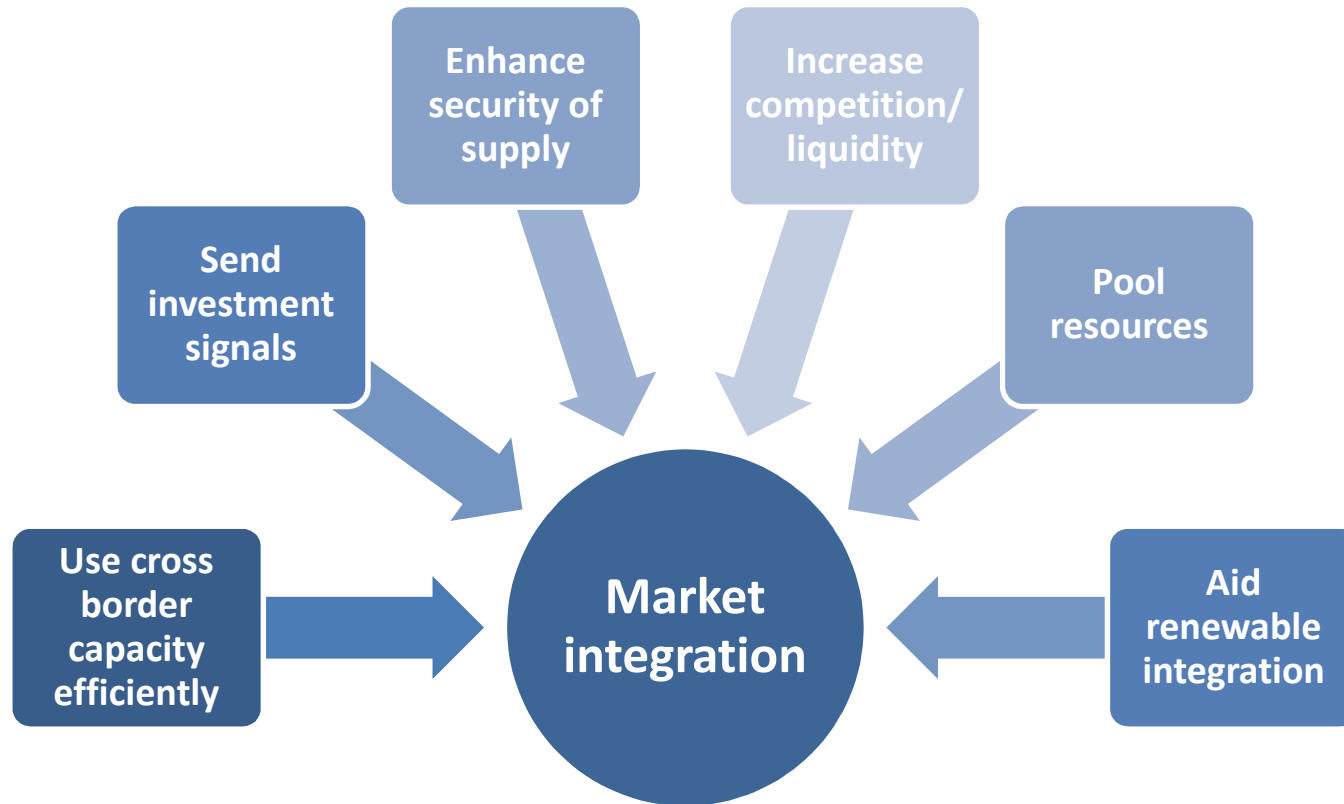 Enhance
security of
supply
Increase
competition/
liquidity
Send
investment
signals
Pool
resources
Use cross
border
capacity
efficiently
Market
integration
Aid
renewable
integration